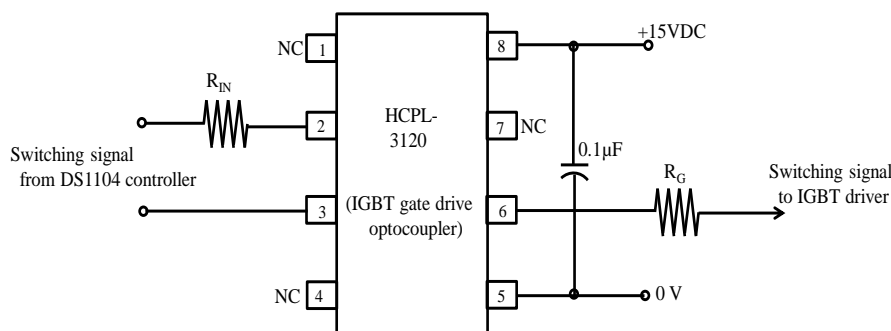 NC
1
8
+15VDC
R_IN
2
HCPL-
3120
7
NC
0.1μF
Switching signal
from DS1104 controller
R_G
Switching signal
to IGBT driver
3
(IGBT gate drive
optocoupler)
6
NC
4
5
0 V